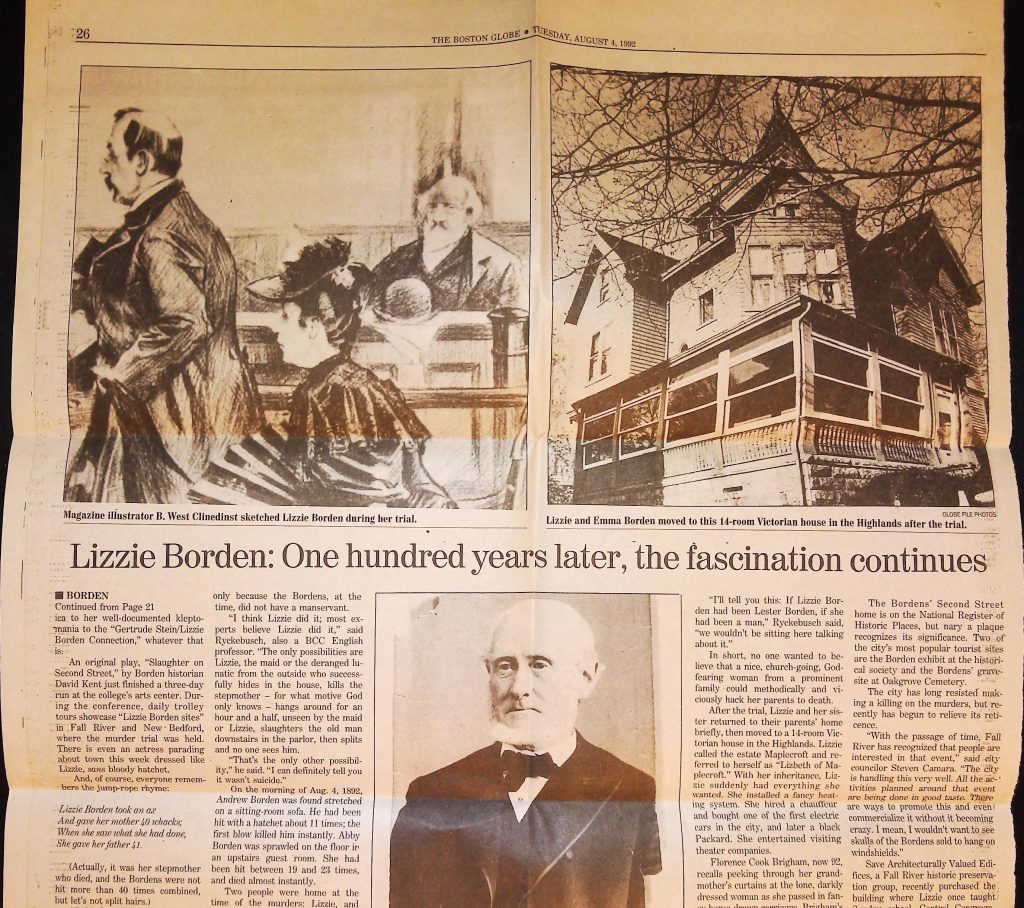 26
THE BOSTON GLOBE • TUESDAY, AUGUST 4, 1992
Magazine illustrator B. West Clinedinst sketched Lizzie Borden during her trial.
GLOBE FILE PHOTOS
Lizzie and Emma Borden moved to this 14-room Victorian house in the Highlands after the trial.
Lizzie Borden: One hundred years later, the fascination continues
■ BORDEN
Continued from Page 21
ica to her well-documented klepto-
mania to the "Gertrude Stein/Lizzie
Borden Connection," whatever that
is.
An original play, "Slaughter on
Second Street," by Borden historian
David Kent just finished a three-day
run at the college's arts center. Dur-
ing the conference, daily trolley
tours showcase "Lizzie Borden sites"
in Fall River and New Bedford,
where the murder trial was held.
There is even an actress parading
about town this week dressed like
Lizzie, sans bloody hatchet.
And, of course, everyone remem-
bers the jump-rope rhyme:
Lizzie Borden took an ax
And gave her mother 40 whacks;
When she saw what she had done,
She gave her father 41.
(Actually, it was her stepmother
who died, and the Bordens were not
hit more than 40 times combined,
but let's not split hairs.)
only because the Bordens, at the
time, did not have a manservant.
"I think Lizzie did it; most ex-
perts believe Lizzie did it," said
Ryckebusch, also a BCC English
professor. "The only possibilities are
Lizzie, the maid or the deranged lu-
natic from the outside who success-
fully hides in the house, kills the
stepmother – for what motive God
only knows – hangs around for an
hour and a half, unseen by the maid
or Lizzie, slaughters the old man
downstairs in the parlor, then splits
and no one sees him.
"That's the only other possibil-
ity," he said. "I can definitely tell you
it wasn't suicide."
On the morning of Aug. 4, 1892,
Andrew Borden was found stretched
on a sitting-room sofa. He had been
hit with a hatchet about 11 times; the
first blow killed him instantly. Abby
Borden was sprawled on the floor in
an upstairs guest room. She had
been hit between 19 and 23 times,
and died almost instantly.
Two people were home at the
time of the murders: Lizzie, and
"I'll tell you this: If Lizzie Bor-
den had been Lester Borden, if she
had been a man," Ryckebusch said,
"we wouldn't be sitting here talking
about it."
In short, no one wanted to be-
lieve that a nice, church-going, God-
fearing woman from a prominent
family could methodically and vi-
ciously hack her parents to death.
After the trial, Lizzie and her sis-
ter returned to their parents' home
briefly, then moved to a 14-room Vic-
torian house in the Highlands. Lizzie
called the estate Maplecroft and re-
ferred to herself as "Lizbeth of Ma-
plecroft." With her inheritance, Liz-
zie suddenly had everything she
wanted. She installed a fancy heat-
ing system. She hired a chauffeur
and bought one of the first electric
cars in the city, and later a black
Packard. She entertained visiting
theater companies.
Florence Cook Brigham, now 92,
recalls peeking through her grand-
mother's curtains at the lone, darkly
dressed woman as she passed in fan-
The Bordens' Second Street
home is on the National Register of
Historic Places, but nary a plaque
recognizes its significance. Two of
the city's most popular tourist sites
are the Borden exhibit at the histori-
cal society and the Bordens' grave-
site at Oakgrove Cemetery.
The city has long resisted mak-
ing a killing on the murders, but re-
cently has begun to relieve its reti-
cence.
"With the passage of time, Fall
River has recognized that people are
interested in that event," said city
councilor Steven Camara. "The city
is handling this very well. All the ac-
tivities planned around that event
are being done in good taste. There
are ways to promote this and even
commercialize it without it becoming
crazy. I mean, I wouldn't want to see
skulls of the Bordens sold to hang on
windshields."
Save Architecturally Valued Edi-
fices, a Fall River historic preserva-
tion group, recently purchased the
building where Lizzie once taught